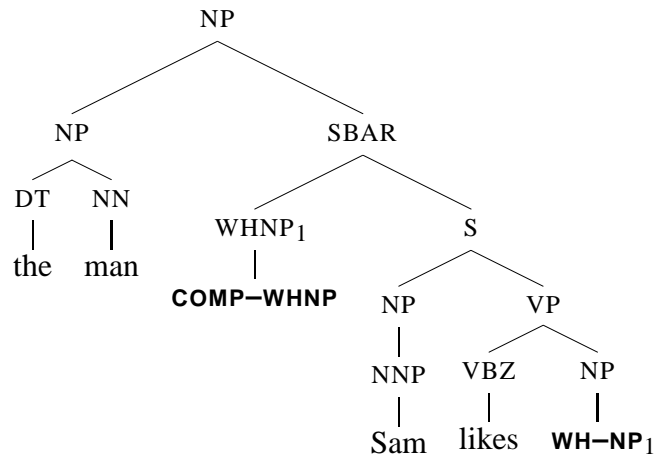 NP
NP SBAR
DT NN WHNP1 S
the man COMP–WHNP NP VP
NNP VBZ NP
Sam likes WH–NP1